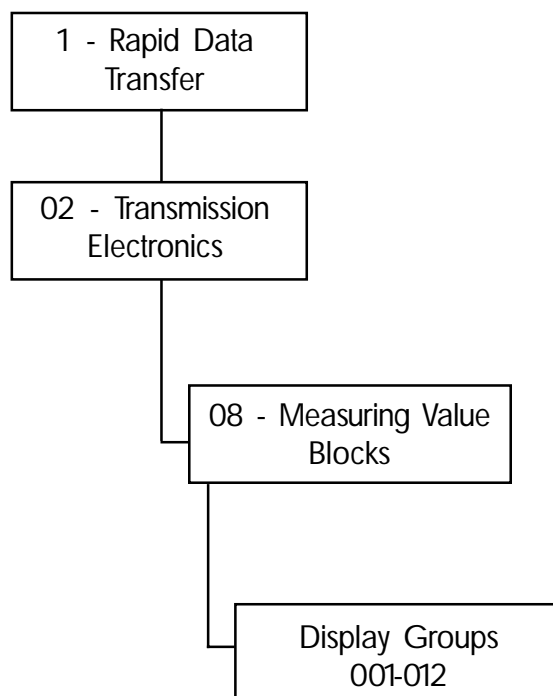 1 - Rapid Data
Transfer
02 - Transmission
Electronics
08 - Measuring Value
Blocks
Display Groups
001-012